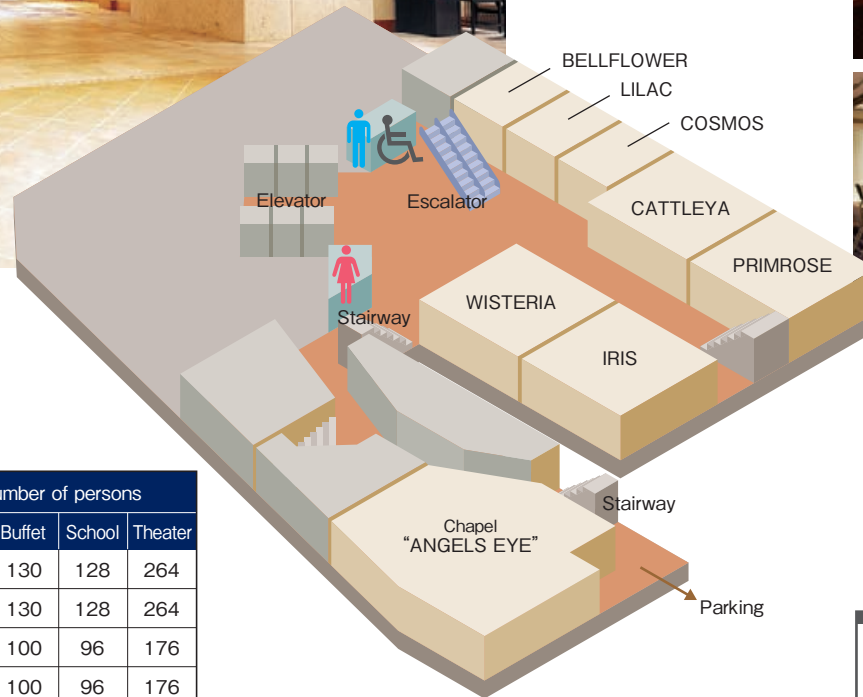 BELLFLOWER
LILAC
COSMOS
Elevator
Escalator
CATTLEYA
PRIMROSE
WISTERIA
Stairway
IRIS
Stairway
Chapel
"ANGELS EYE"
Parking
of persons
Buffet School Theater
130 128 264
130 128 264
100 96 176
100 96 176